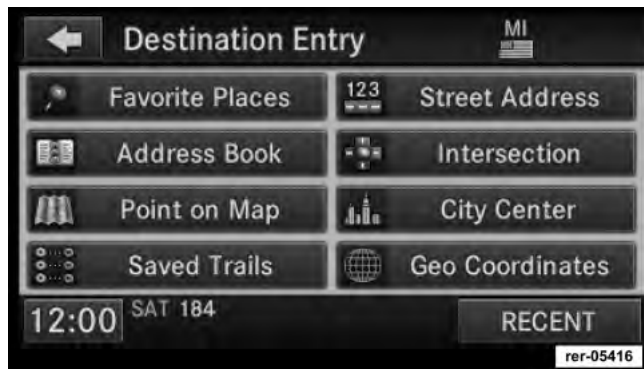 Destination Entry
MI
Favorite Places
123
Street Address
Address Book
Intersection
Point on Map
City Center
Saved Trails
Geo Coordinates
12:00
SAT 184
RECENT
rer-05416